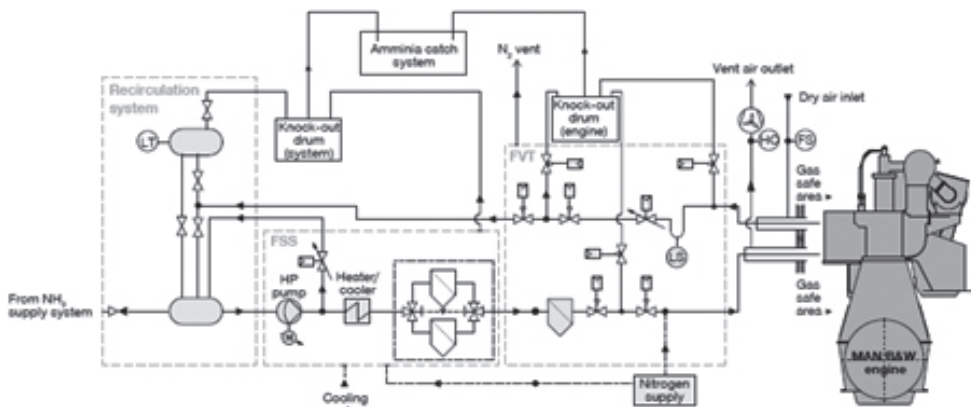 Amminia catch
system
N₂ vent
Vent air outlet
Dry air inlet
Recirculation
system
Knock-out
drum
(system)
Knock-out
drum
(engine)
LT
HC
FS
FVT
Gas
safe
area
LS
FSS
HP
pump
Heater/
cooler
From NH₃
supply system
M
Gas
safe
area
MAN B&W
engine
Nitrogen
supply
Cooling